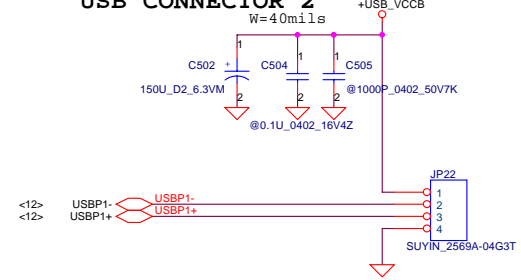 USB CONNECTOR 2
+USB_VCCB
W=40mils
1
1
1
C502
C504
C505
+
150U_D2_6.3VM
@1000P_0402_50V7K
2
2
2
@0.1U_0402_16V4Z
JP22
<12> USBP1- USBP1-
<12> USBP1+ USBP1+
1
2
3
4
SUYIN_2569A-04G3T